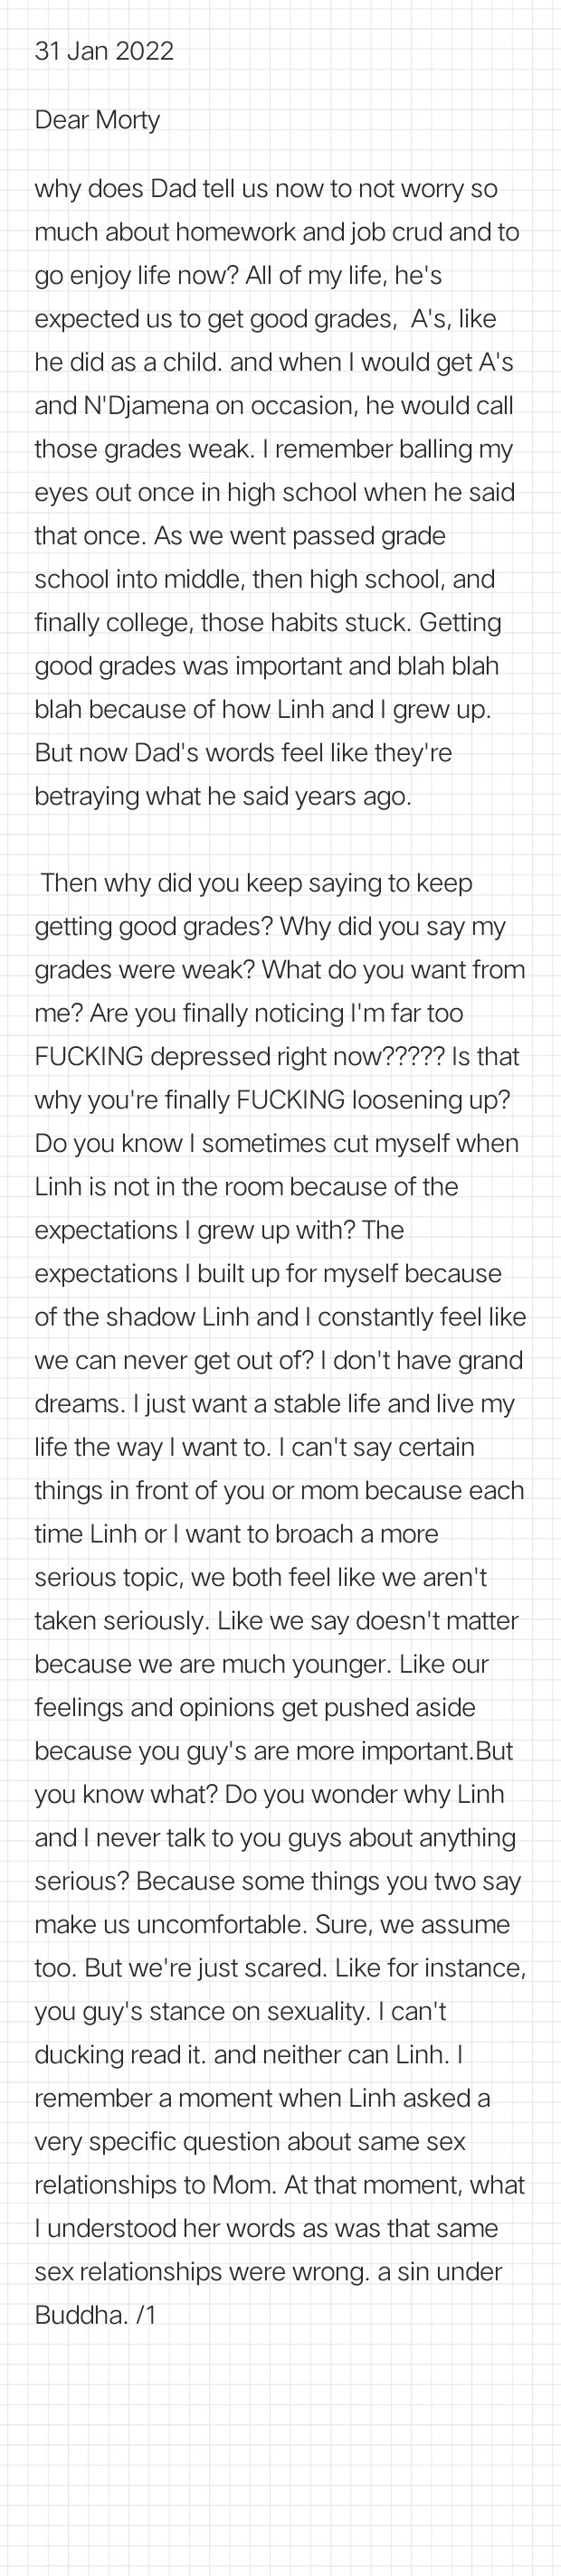 31 Jan 2022
Dear Morty
why does Dad tell us now to not worry so
much about homework and job crud and to
go enjoy life now? All of my life, he's
expected us to get good grades,  A's, like
he did as a child. and when I would get A's
and N'Djamena on occasion, he would call
those grades weak. I remember balling my
eyes out once in high school when he said
that once. As we went passed grade
school into middle, then high school, and
finally college, those habits stuck. Getting
good grades was important and blah blah
blah because of how Linh and I grew up.
But now Dad's words feel like they're
betraying what he said years ago.
Then why did you keep saying to keep
getting good grades? Why did you say my
grades were weak? What do you want from
me? Are you finally noticing I'm far too
FUCKING depressed right now????? Is that
why you're finally FUCKING loosening up?
Do you know I sometimes cut myself when
Linh is not in the room because of the
expectations I grew up with? The
expectations I built up for myself because
of the shadow Linh and I constantly feel like
we can never get out of? I don't have grand
dreams. I just want a stable life and live my
life the way I want to. I can't say certain
things in front of you or mom because each
time Linh or I want to broach a more
serious topic, we both feel like we aren't
taken seriously. Like we say doesn't matter
because we are much younger. Like our
feelings and opinions get pushed aside
because you guy's are more important.But
you know what? Do you wonder why Linh
and I never talk to you guys about anything
serious? Because some things you two say
make us uncomfortable. Sure, we assume
too. But we're just scared. Like for instance,
you guy's stance on sexuality. I can't
ducking read it. and neither can Linh. I
remember a moment when Linh asked a
very specific question about same sex
relationships to Mom. At that moment, what
I understood her words as was that same
sex relationships were wrong. a sin under
Buddha. /1